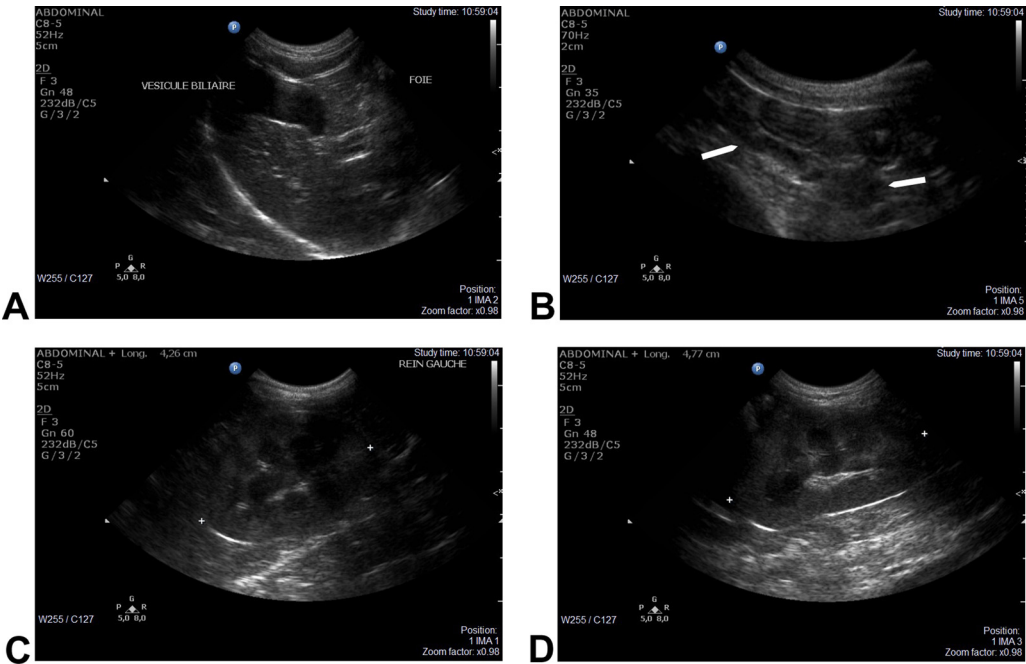 ABDOMINAL
C8-5
52Hz
5cm
2D
F 3
Gn 48
232dB/C5
G / 3 / 2
Study time: 10:59:04
P
VESICULE BILIAIRE
FOIE
G
P R
5,0 8,0
W255 / C127
Position:
1 IMA 2
Zoom factor: x0.98
A
ABDOMINAL
C8-5
70Hz
2cm
2D
F 3
Gn 35
232dB/C5
G / 3 / 2
Study time: 10:59:04
P
G
P R
5,0 8,0
W255 / C127
Position:
1 IMA 5
Zoom factor: x0.98
B
ABDOMINAL + Long. 4,26 cm
C8-5
52Hz
5cm
2D
F 3
Gn 60
232dB/C5
G / 3 / 2
Study time: 10:59:04
REIN GAUCHE
P
G
P R
5,0 8,0
W255 / C127
Position:
1 IMA 1
Zoom factor: x0.98
C
ABDOMINAL + Long. 4,77 cm
C8-5
52Hz
5cm
2D
F 3
Gn 48
232dB/C5
G / 3 / 2
Study time: 10:59:04
P
G
P R
5,0 8,0
W255 / C127
Position:
1 IMA 3
Zoom factor: x0.98
D